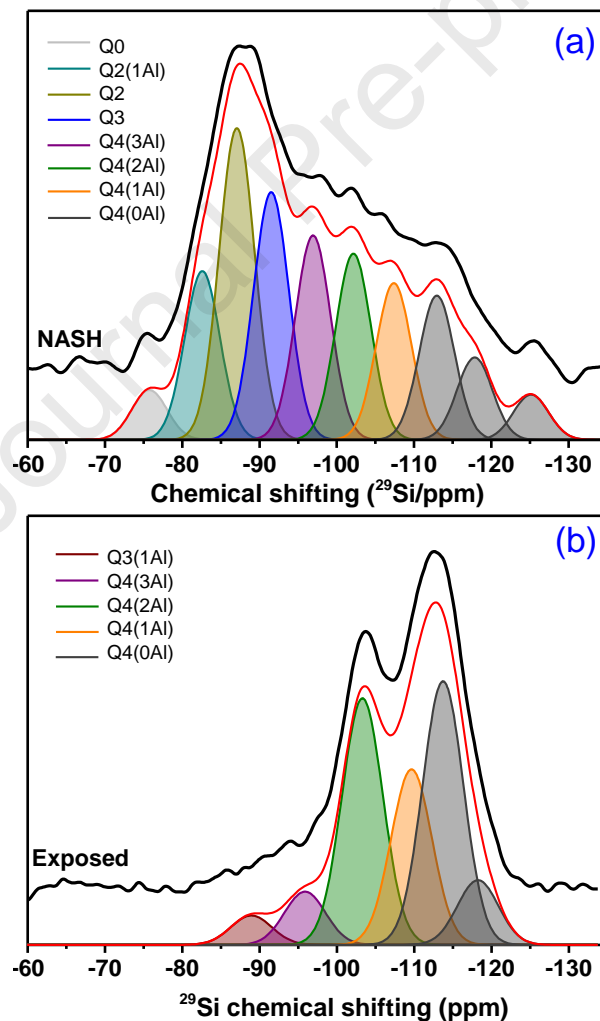 (a)
Q0
Q2(1Al)
Q2
Q3
Q4(3Al)
Q4(2Al)
Q4(1Al)
Q4(0Al)
NASH
-60 -70 -80 -90 -100 -110 -120 -130
Chemical shifting (²⁹Si/ppm)
(b)
Q3(1Al)
Q4(3Al)
Q4(2Al)
Q4(1Al)
Q4(0Al)
Exposed
-60 -70 -80 -90 -100 -110 -120 -130
²⁹Si chemical shifting (ppm)
Journal Pre-p